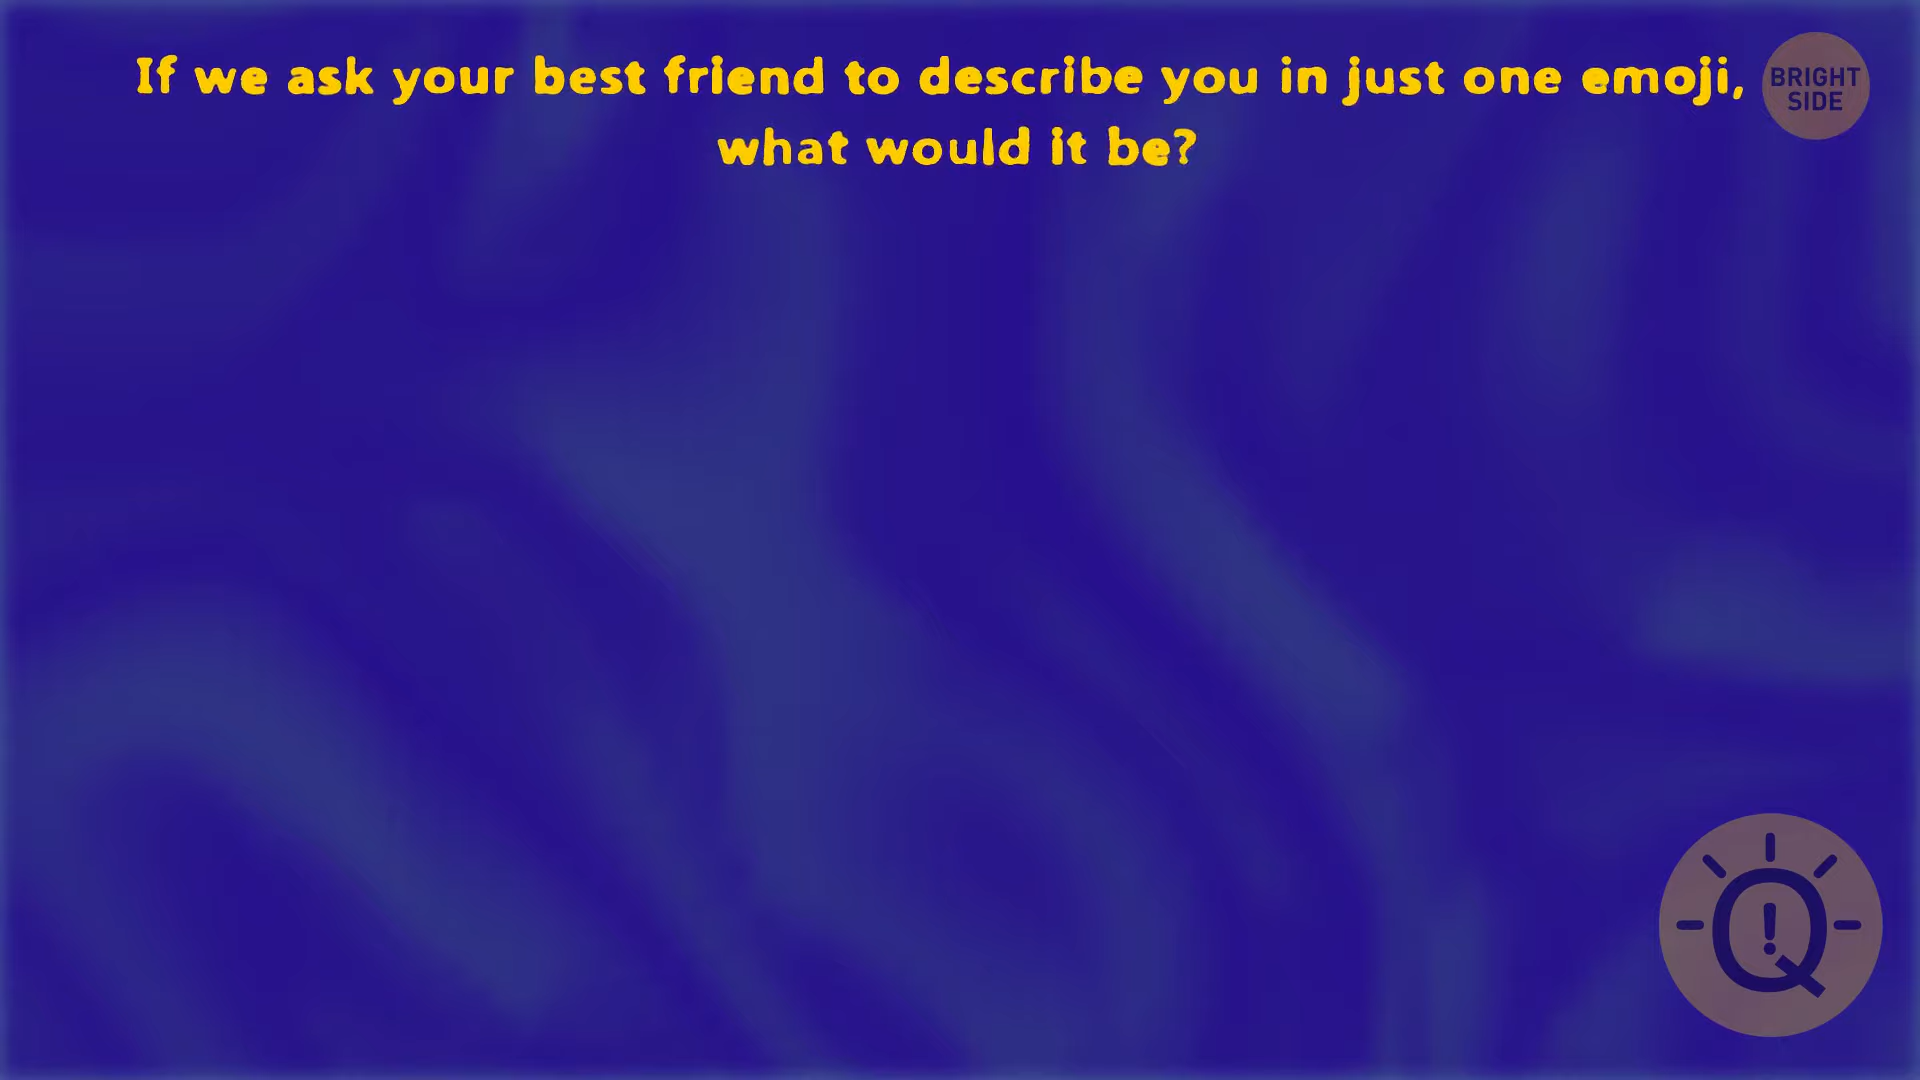 If we ask your best friend to describe you in just one emoji,
what would it be?
BRIGHT
SIDE
Q!